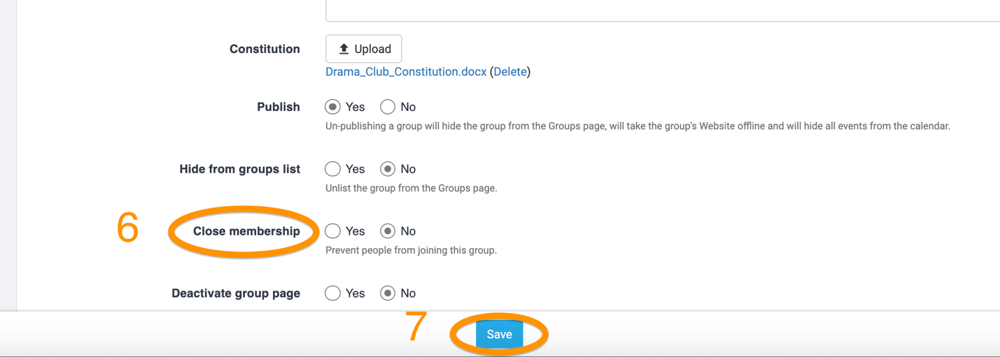 Constitution
Upload
Drama_Club_Constitution.docx (Delete)
Publish Yes No
Un-publishing a group will hide the group from the Groups page, will take the group's Website offline and will hide all events from the calendar.
Hide from groups list Yes No
Unlist the group from the Groups page.
6 Close membership Yes No
Prevent people from joining this group.
Deactivate group page Yes No
7 Save